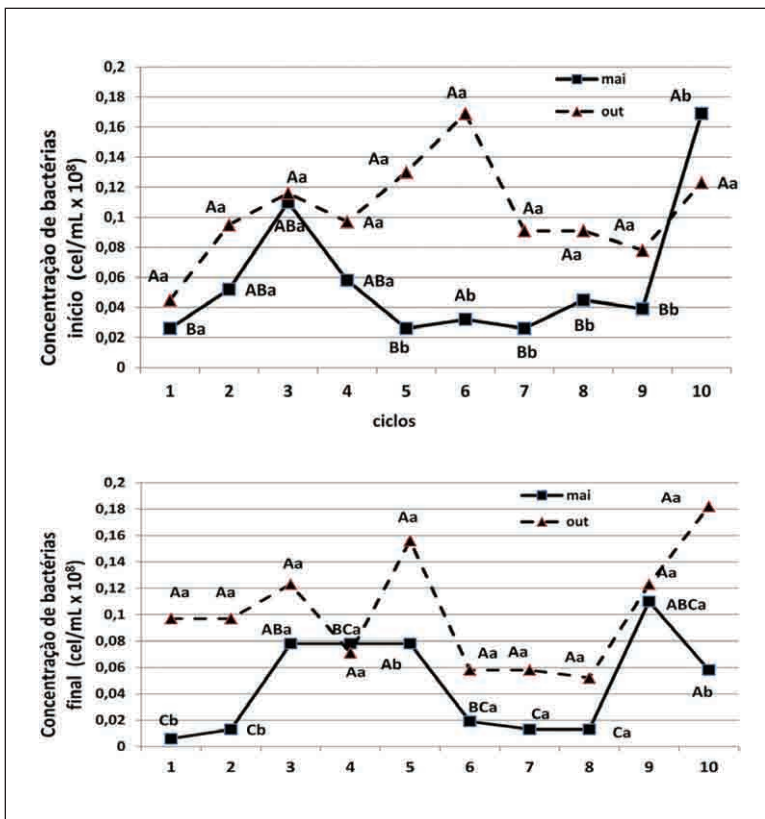 Concentração de bactérias
início (cel/mL x 10⁸)
0,2
0,18
0,16
0,14
0,12
0,1
0,08
0,06
0,04
0,02
0
mai
out
Aa
Aa
Aa
Aa
Aa
Aa
Aa
Aa
Aa
Aa
Ba
ABa
ABa
ABa
Bb
Ab
Bb
Bb
Bb
Ab
1 2 3 4 5 6 7 8 9 10
ciclos
Concentração de bactérias
final (cel/mL x 10⁸)
0,2
0,18
0,16
0,14
0,12
0,1
0,08
0,06
0,04
0,02
0
mai
out
Aa
Aa
Aa
Aa
Aa
Aa
Aa
Aa
Aa
Aa
Cb
Cb
ABa
BCa
Ab
BCa
Ca
Ca
ABCa
Ab
1 2 3 4 5 6 7 8 9 10